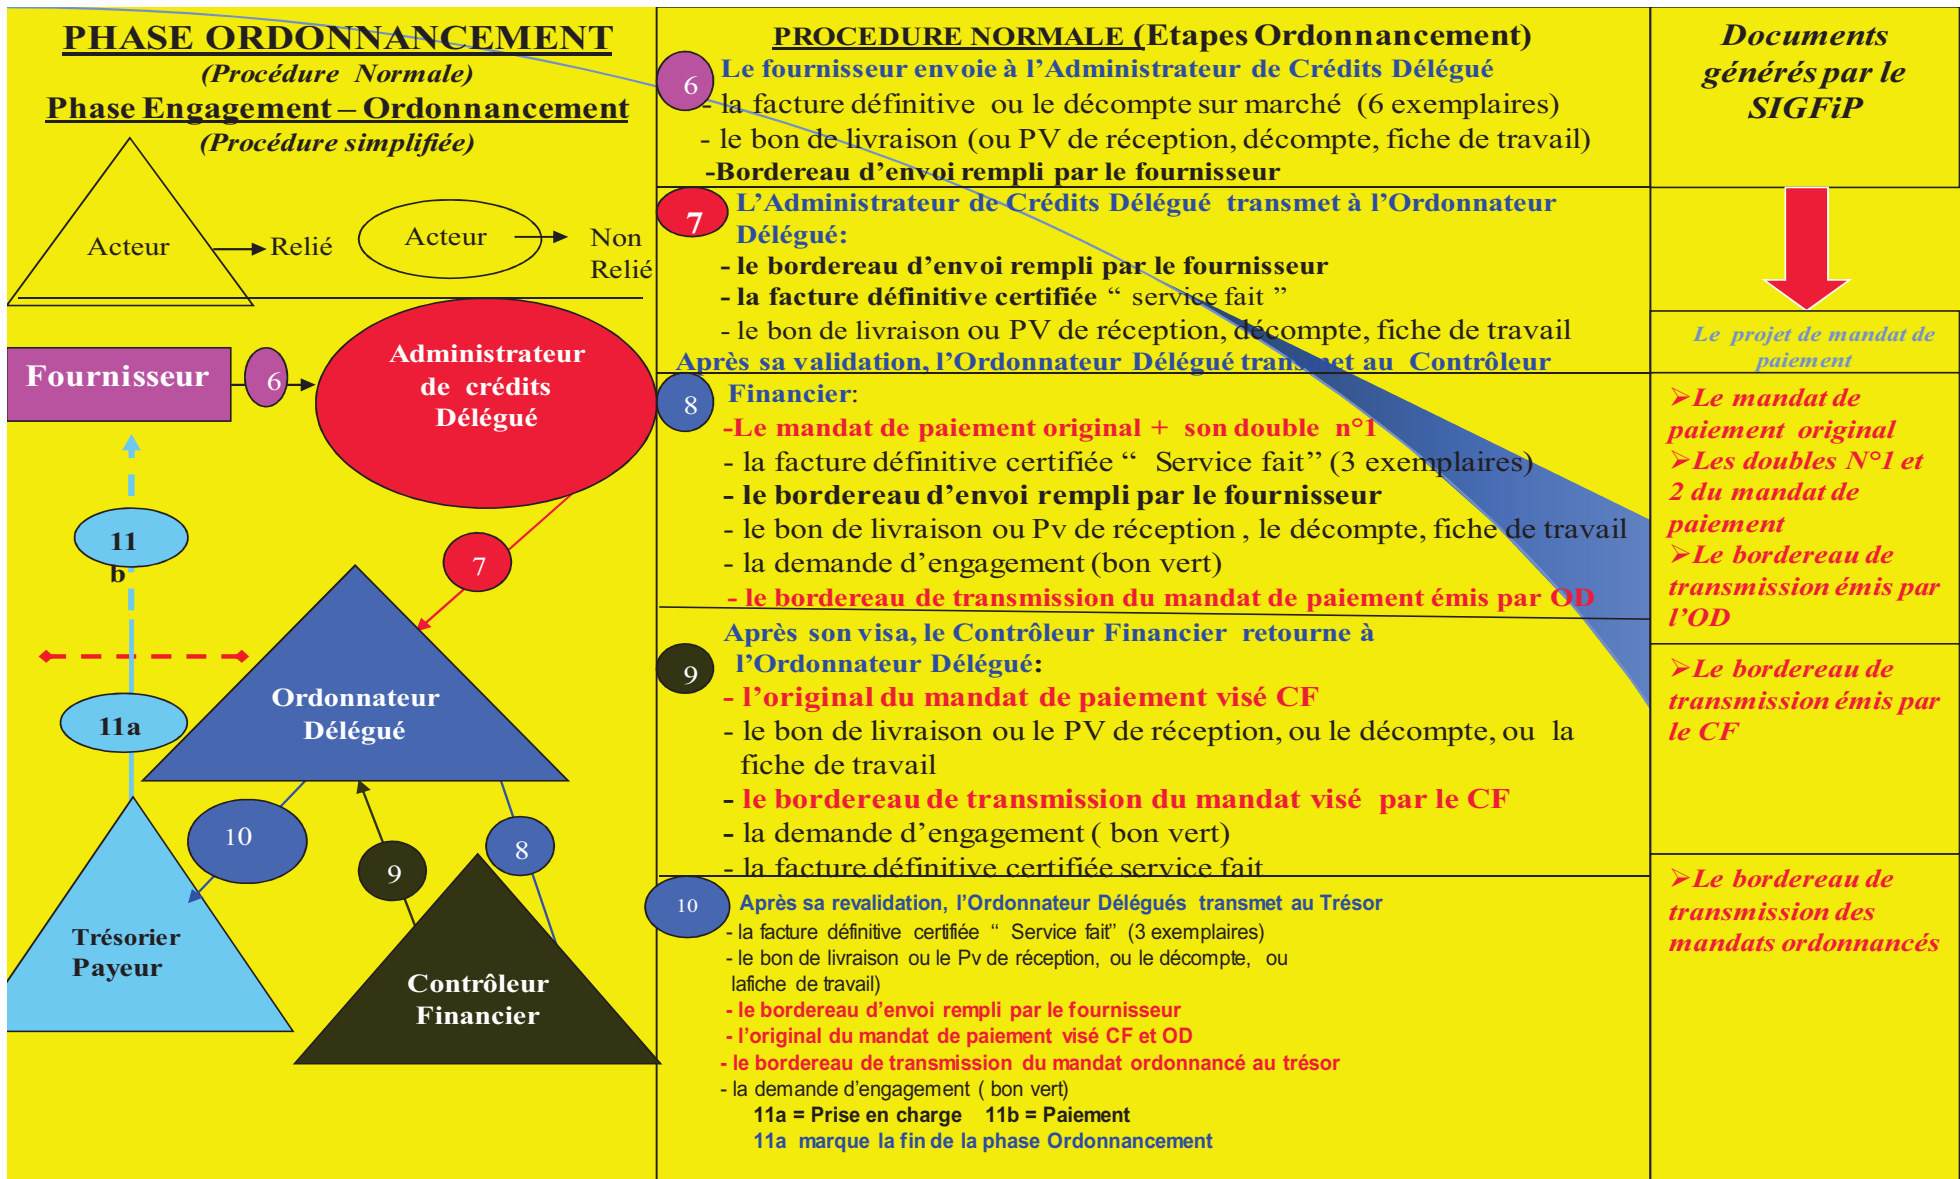 PHASE ORDONNANCEMENT
(Procédure Normale)
Phase Engagement – Ordonnancement
(Procédure simplifiée)
Acteur
Relié
Acteur
Non
Relié
Fournisseur
6
Administrateur
de crédits
Délégué
11
b
7
Ordonnateur
Délégué
11a
10
9
8
Trésorier
Payeur
Contrôleur
Financier
PROCEDURE NORMALE (Etapes Ordonnancement)
6
Le fournisseur envoie à l’Administrateur de Crédits Délégué
- la facture définitive ou le décompte sur marché (6 exemplaires)
- le bon de livraison (ou PV de réception, décompte, fiche de travail)
-Bordereau d’envoi rempli par le fournisseur
7
L’Administrateur de Crédits Délégué transmet à l’Ordonnateur
Délégué:
- le bordereau d’envoi rempli par le fournisseur
- la facture définitive certifiée “ service fait ”
- le bon de livraison ou PV de réception, décompte, fiche de travail
Après sa validation, l’Ordonnateur Délégué transmet au Contrôleur
8
Financier:
-Le mandat de paiement original + son double n°1
- la facture définitive certifiée “ Service fait” (3 exemplaires)
- le bordereau d’envoi rempli par le fournisseur
- le bon de livraison ou Pv de réception , le décompte, fiche de travail
- la demande d’engagement (bon vert)
- le bordereau de transmission du mandat de paiement émis par OD
Après son visa, le Contrôleur Financier retourne à
9
l’Ordonnateur Délégué:
- l’original du mandat de paiement visé CF
- le bon de livraison ou le PV de réception, ou le décompte, ou la
fiche de travail
- le bordereau de transmission du mandat visé par le CF
- la demande d’engagement ( bon vert)
- la facture définitive certifiée service fait
10
Après sa revalidation, l’Ordonnateur Délégués transmet au Trésor
- la facture définitive certifiée “ Service fait” (3 exemplaires)
- le bon de livraison ou le Pv de réception, ou le décompte, ou
lafiche de travail)
- le bordereau d’envoi rempli par le fournisseur
- l’original du mandat de paiement visé CF et OD
- le bordereau de transmission du mandat ordonnancé au trésor
- la demande d’engagement ( bon vert)
11a = Prise en charge 11b = Paiement
11a marque la fin de la phase Ordonnancement
Documents
générés par le
SIGFiP
Le projet de mandat de
paiement
➢Le mandat de
paiement original
➢Les doubles N°1 et
2 du mandat de
paiement
➢Le bordereau de
transmission émis par
l’OD
➢Le bordereau de
transmission émis par
le CF
➢Le bordereau de
transmission des
mandats ordonnancés